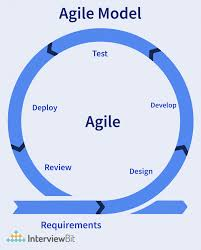 Agile Model
Test
Deploy
Develop
Agile
Review
Design
Requirements
InterviewBit